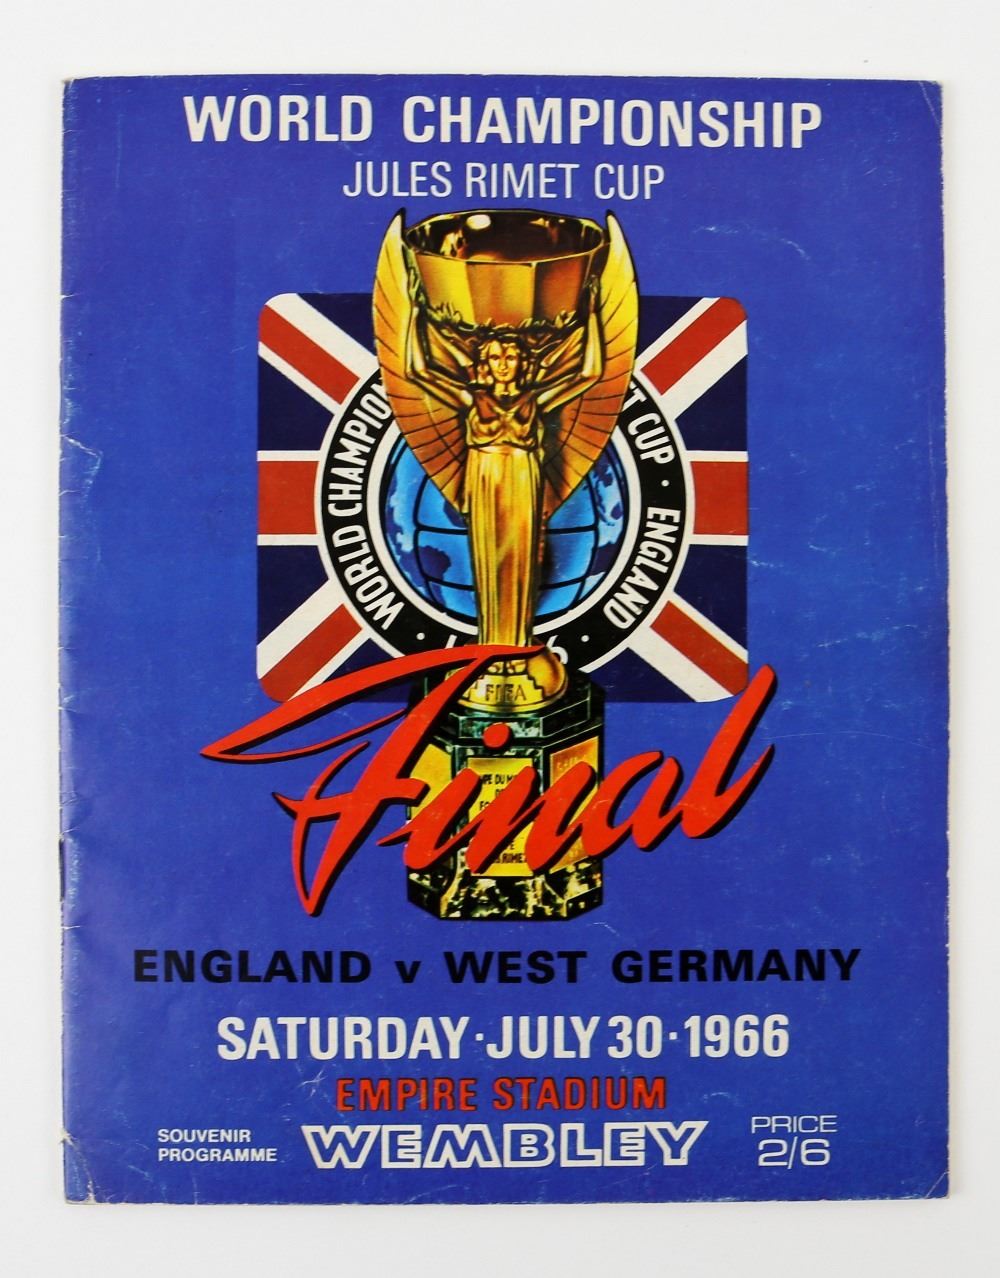 WORLD CHAMPIONSHIP
JULES RIMET CUP
WORLD CHAMPION
CUP · ENGLAND ·
FIFA
Final
ENGLAND v WEST GERMANY
SATURDAY·JULY 30·1966
EMPIRE STADIUM
SOUVENIR
PROGRAMME
WEMBLEY
PRICE
2/6